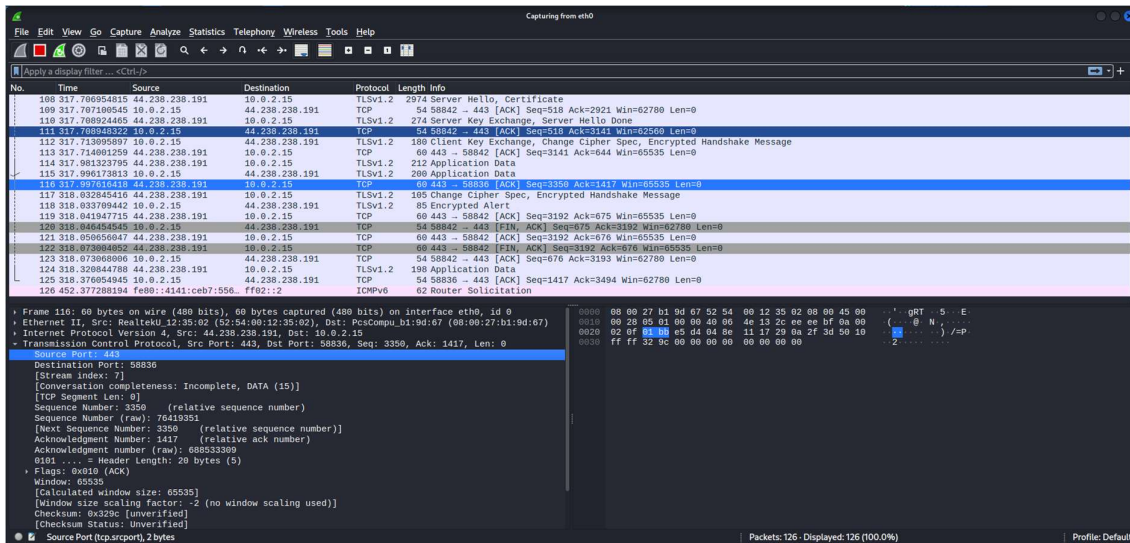 Capturing from eth0
File Edit View Go Capture Analyze Statistics Telephony Wireless Tools Help
Apply a display filter ... <Ctrl-/>
No. Time Source Destination Protocol Length Info
108 317.706954815 44.238.238.191 10.0.2.15 TLSv1.2 2974 Server Hello, Certificate
109 317.707100545 10.0.2.15 44.238.238.191 TCP 54 58842 → 443 [ACK] Seq=518 Ack=2921 Win=62780 Len=0
110 317.708924465 44.238.238.191 10.0.2.15 TLSv1.2 274 Server Key Exchange, Server Hello Done
111 317.708948322 10.0.2.15 44.238.238.191 TCP 54 58842 → 443 [ACK] Seq=518 Ack=3141 Win=62560 Len=0
112 317.713095897 10.0.2.15 44.238.238.191 TLSv1.2 180 Client Key Exchange, Change Cipher Spec, Encrypted Handshake Message
113 317.714001259 44.238.238.191 10.0.2.15 TCP 60 443 → 58842 [ACK] Seq=3141 Ack=644 Win=65535 Len=0
114 317.981323795 44.238.238.191 10.0.2.15 TLSv1.2 212 Application Data
115 317.996173813 10.0.2.15 44.238.238.191 TLSv1.2 200 Application Data
116 317.997616418 44.238.238.191 10.0.2.15 TCP 60 443 → 58836 [ACK] Seq=3350 Ack=1417 Win=65535 Len=0
117 318.032845416 44.238.238.191 10.0.2.15 TLSv1.2 105 Change Cipher Spec, Encrypted Handshake Message
118 318.033709442 10.0.2.15 44.238.238.191 TLSv1.2 85 Encrypted Alert
119 318.041947715 44.238.238.191 10.0.2.15 TCP 60 443 → 58842 [ACK] Seq=3192 Ack=675 Win=65535 Len=0
120 318.046454545 10.0.2.15 44.238.238.191 TCP 54 58842 → 443 [FIN, ACK] Seq=675 Ack=3192 Win=62780 Len=0
121 318.050656047 44.238.238.191 10.0.2.15 TCP 60 443 → 58842 [ACK] Seq=3192 Ack=676 Win=65535 Len=0
122 318.073004052 44.238.238.191 10.0.2.15 TCP 60 443 → 58842 [FIN, ACK] Seq=3192 Ack=676 Win=65535 Len=0
123 318.073068006 10.0.2.15 44.238.238.191 TCP 54 58842 → 443 [ACK] Seq=676 Ack=3193 Win=62780 Len=0
124 318.320844788 44.238.238.191 10.0.2.15 TLSv1.2 198 Application Data
125 318.376054945 10.0.2.15 44.238.238.191 TCP 54 58836 → 443 [ACK] Seq=1417 Ack=3494 Win=62780 Len=0
126 452.377288194 fe80::4141:ceb7:556… ff02::2 ICMPv6 62 Router Solicitation
Frame 116: 60 bytes on wire (480 bits), 60 bytes captured (480 bits) on interface eth0, id 0
Ethernet II, Src: RealtekU_12:35:02 (52:54:00:12:35:02), Dst: PcsCompu_b1:9d:67 (08:00:27:b1:9d:67)
Internet Protocol Version 4, Src: 44.238.238.191, Dst: 10.0.2.15
Transmission Control Protocol, Src Port: 443, Dst Port: 58836, Seq: 3350, Ack: 1417, Len: 0
Source Port: 443
Destination Port: 58836
[Stream index: 7]
[Conversation completeness: Incomplete, DATA (15)]
[TCP Segment Len: 0]
Sequence Number: 3350 (relative sequence number)
Sequence Number (raw): 76419351
[Next Sequence Number: 3350 (relative sequence number)]
Acknowledgment Number: 1417 (relative ack number)
Acknowledgment number (raw): 688533309
0101 .... = Header Length: 20 bytes (5)
Flags: 0x010 (ACK)
Window: 65535
[Calculated window size: 65535]
[Window size scaling factor: -2 (no window scaling used)]
Checksum: 0x329c [unverified]
[Checksum Status: Unverified]
0000 08 00 27 b1 9d 67 52 54 00 12 35 02 08 00 45 00 ··'··gRT ··5···E·
0010 00 28 05 01 00 00 40 06 4e 13 2c ee ee bf 0a 00 ·(····@· N·,·····
0020 02 0f 01 bb e5 d4 04 8e 11 17 29 0a 2f 3d 50 10 ········ ··)·/=P·
0030 ff ff 32 9c 00 00 00 00 00 00 00 00 ··2····· ····
Source Port (tcp.srcport), 2 bytes
Packets: 126 · Displayed: 126 (100.0%)
Profile: Default